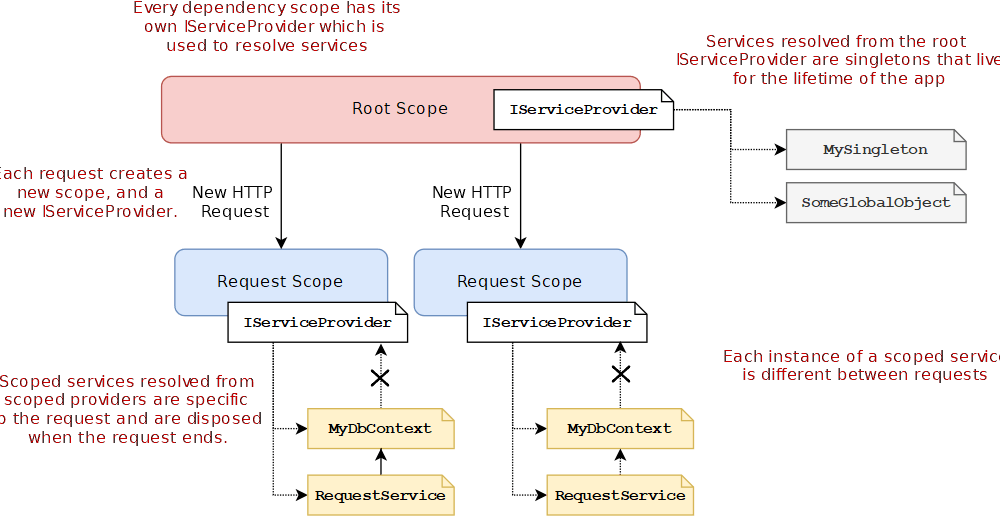 Every dependency scope has its
own IServiceProvider which is
used to resolve services
Services resolved from the root
IServiceProvider are singletons that live
for the lifetime of the app
Root Scope
IServiceProvider
MySingleton
SomeGlobalObject
Each request creates a
new scope, and a
new IServiceProvider.
New HTTP
Request
New HTTP
Request
Request Scope
IServiceProvider
Request Scope
IServiceProvider
Each instance of a scoped service
is different between requests
Scoped services resolved from
scoped providers are specific
to the request and are disposed
when the request ends.
MyDbContext
RequestService
MyDbContext
RequestService